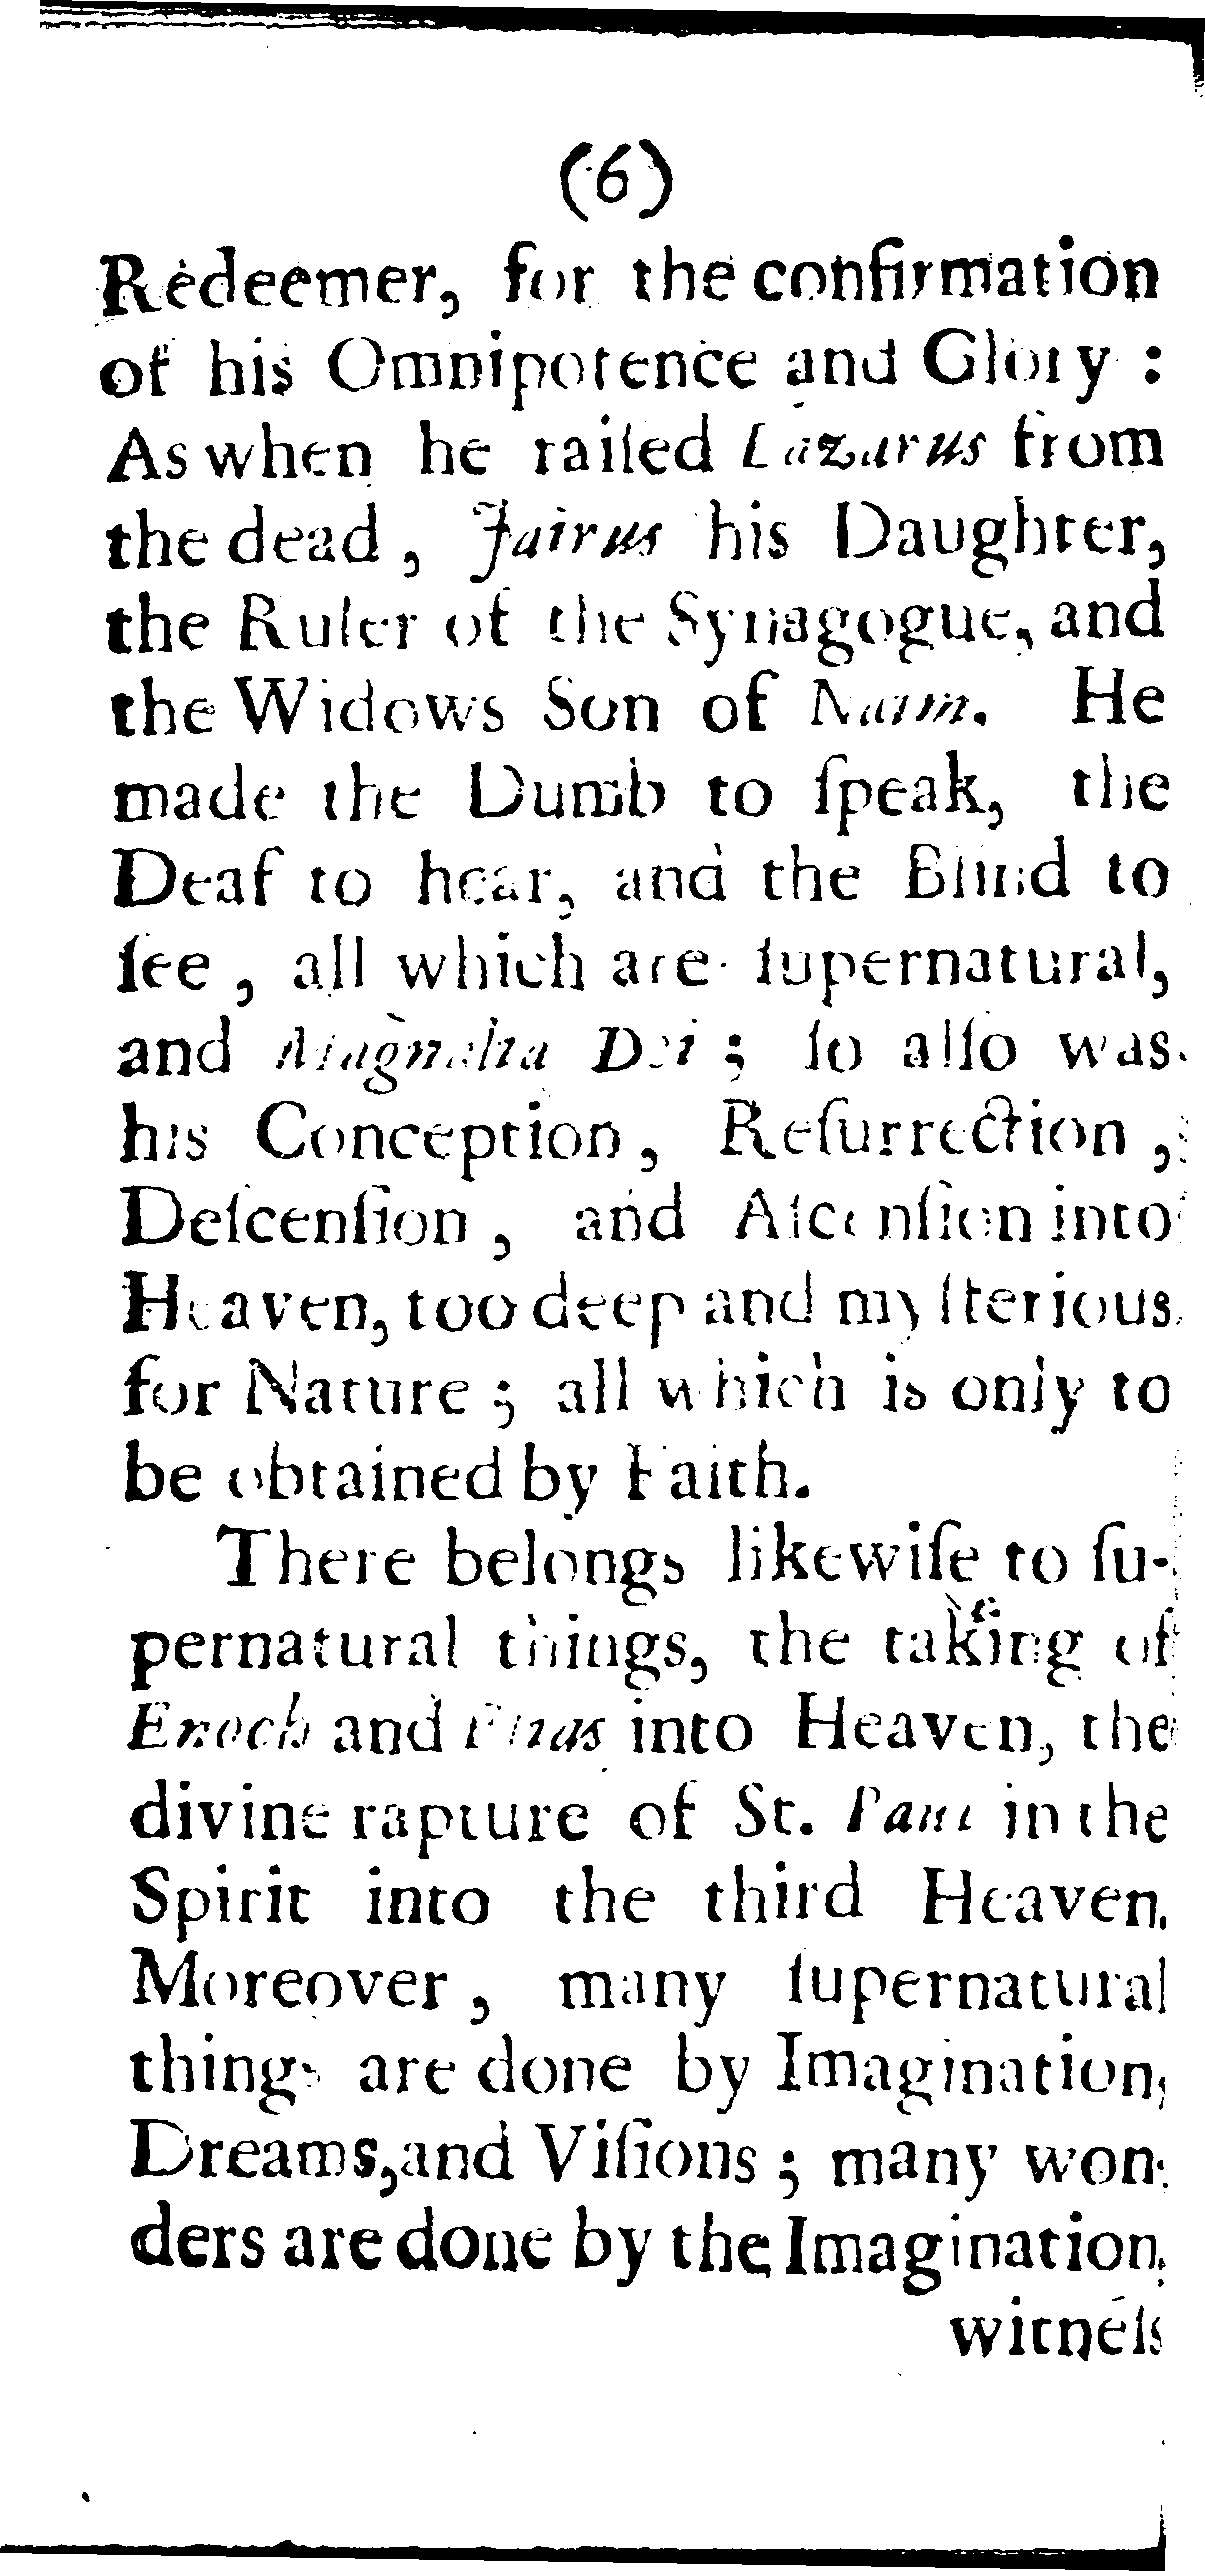 (6)
Redeemer, for the confirmation
of his Omnipotence and Glory :
As when he raiſed Lazarus from
the dead , Jairus his Daughter,
the Ruler of the Synagogue, and
the Widows Son of Naim. He
made the Dumb to ſpeak, the
Deaf to hear, and the Blind to
ſee , all which are ſupernatural,
and Magnalia Dei ; ſo alſo was
his Conception , Reſurrection ,
Deſcenſion , and Aſcenſion into
Heaven, too deep and myſterious
for Nature ; all which is only to
be obtained by Faith.
There belongs likewiſe to ſu-
pernatural things, the taking of
Enoch and Elias into Heaven, the
divine rapture of St. Paul in the
Spirit into the third Heaven.
Moreover , many ſupernatural
things are done by Imagination,
Dreams,and Viſions ; many won-
ders are done by the Imagination,
witneſs